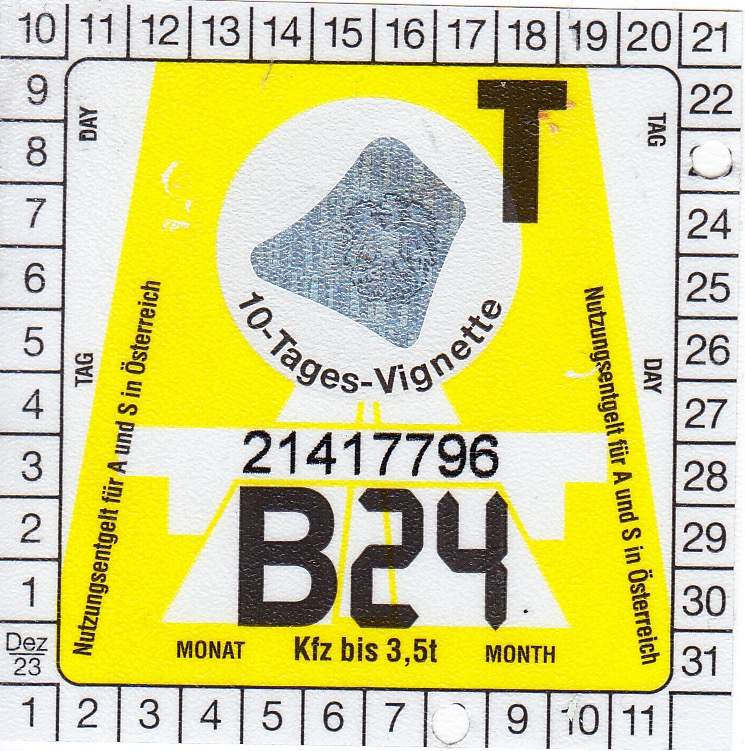 10 11 12 13 14 15 16 17 18 19 20 21
9
8
7
6
5
4
3
2
1
Dez
23
1 2 3 4 5 6 7 9 10 11
22
24
25
26
27
28
29
30
31
DAY
TAG
TAG
DAY
T
10-Tages-Vignette
Nutzungsentgelt für A und S in Österreich
Nutzungsentgelt für A und S in Österreich
21417796
B24
MONAT Kfz bis 3,5t MONTH